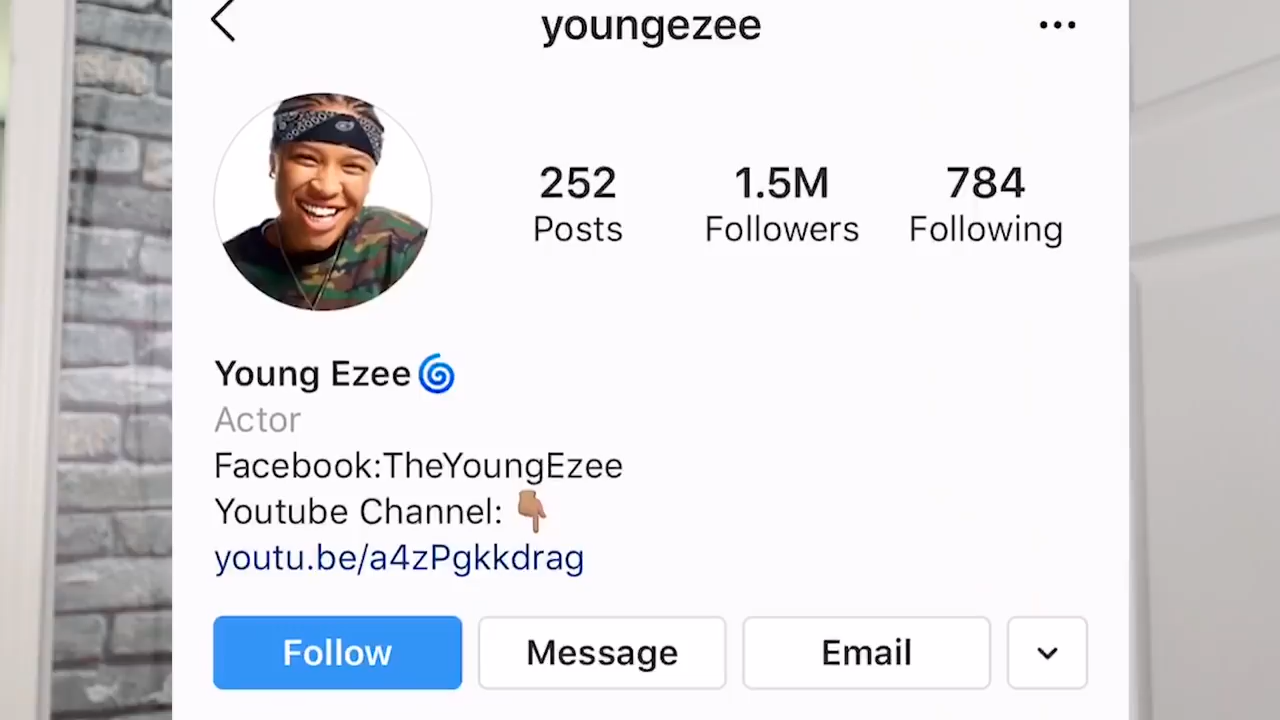 youngezee
252 1.5M 784
Posts Followers Following
Young Ezee🌀
Actor
Facebook:TheYoungEzee
Youtube Channel: 👇🏽
youtu.be/a4zPgkkdrag
Follow Message Email